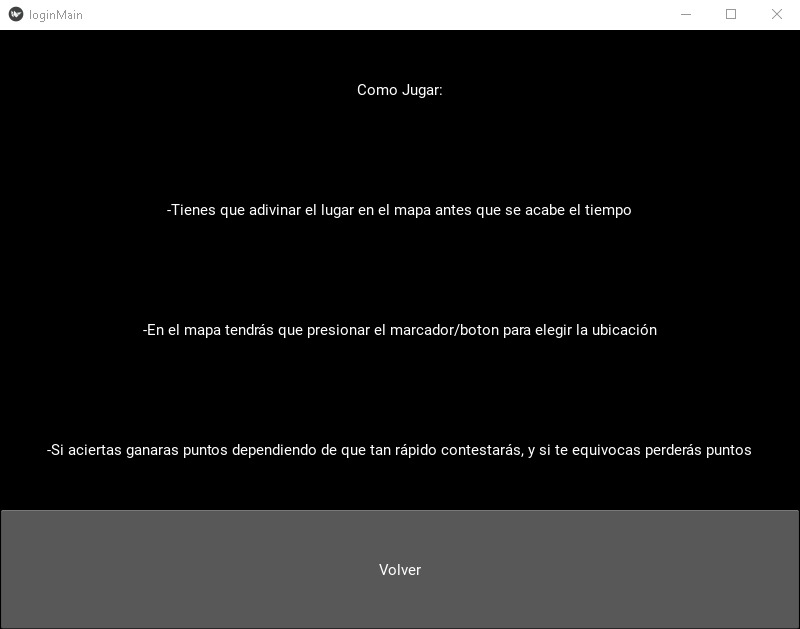 loginMain
Como Jugar:
-Tienes que adivinar el lugar en el mapa antes que se acabe el tiempo
-En el mapa tendrás que presionar el marcador/boton para elegir la ubicación
-Si aciertas ganaras puntos dependiendo de que tan rápido contestarás, y si te equivocas perderás puntos
Volver